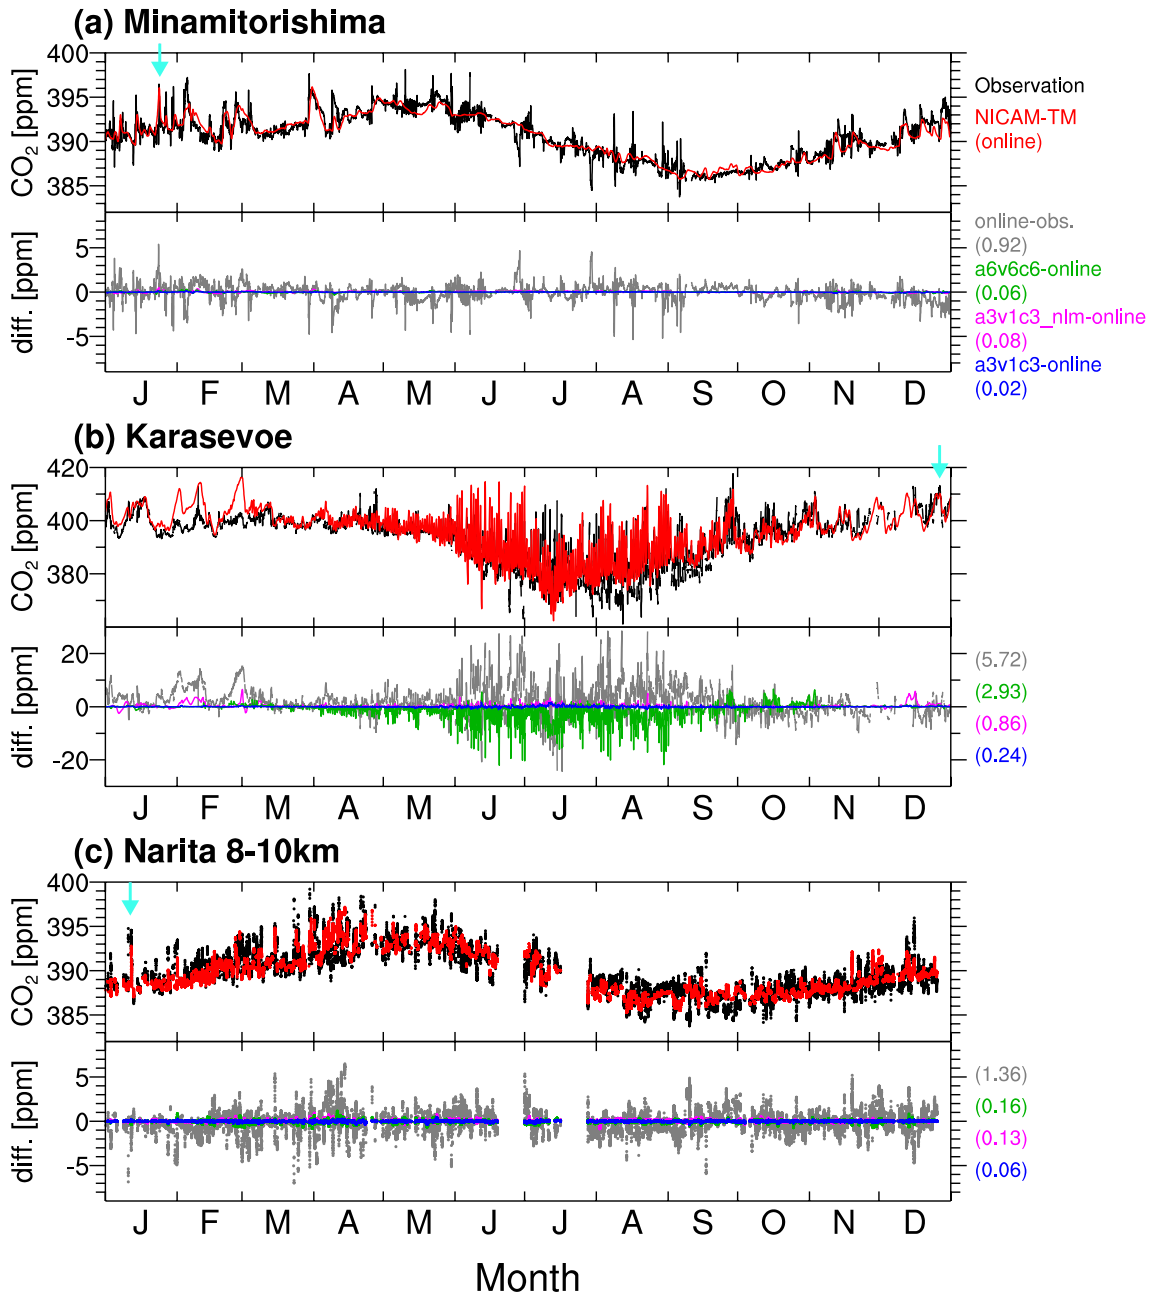 (a) Minamitorishima
400
395
390
385
CO2 [ppm]
Observation
NICAM-TM
(online)
5
0
-5
diff. [ppm]
online-obs.
(0.92)
a6v6c6-online
(0.06)
a3v1c3_nlm-online
(0.08)
a3v1c3-online
(0.02)
J F M A M J J A S O N D
(b) Karasevoe
420
400
380
CO2 [ppm]
20
0
-20
diff. [ppm]
(5.72)
(2.93)
(0.86)
(0.24)
J F M A M J J A S O N D
(c) Narita 8-10km
400
395
390
385
CO2 [ppm]
5
0
-5
diff. [ppm]
(1.36)
(0.16)
(0.13)
(0.06)
J F M A M J J A S O N D
Month